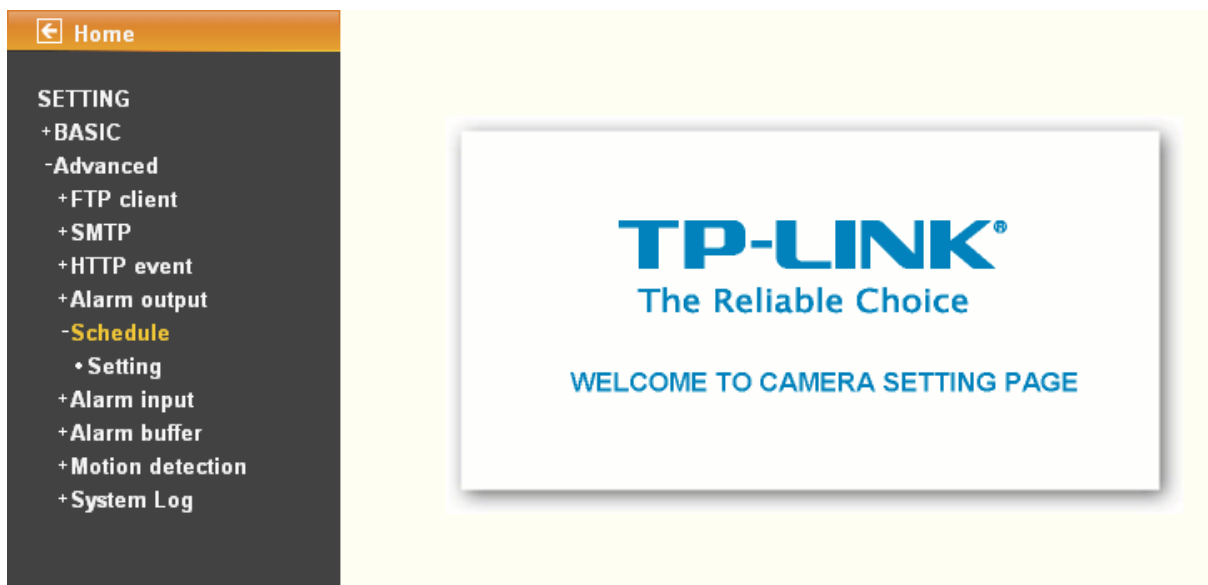 Home
SETTING
+BASIC
-Advanced
+FTP client
+SMTP
+HTTP event
+Alarm output
-Schedule
•Setting
+Alarm input
+Alarm buffer
+Motion detection
+System Log
TP-LINK®
The Reliable Choice
WELCOME TO CAMERA SETTING PAGE